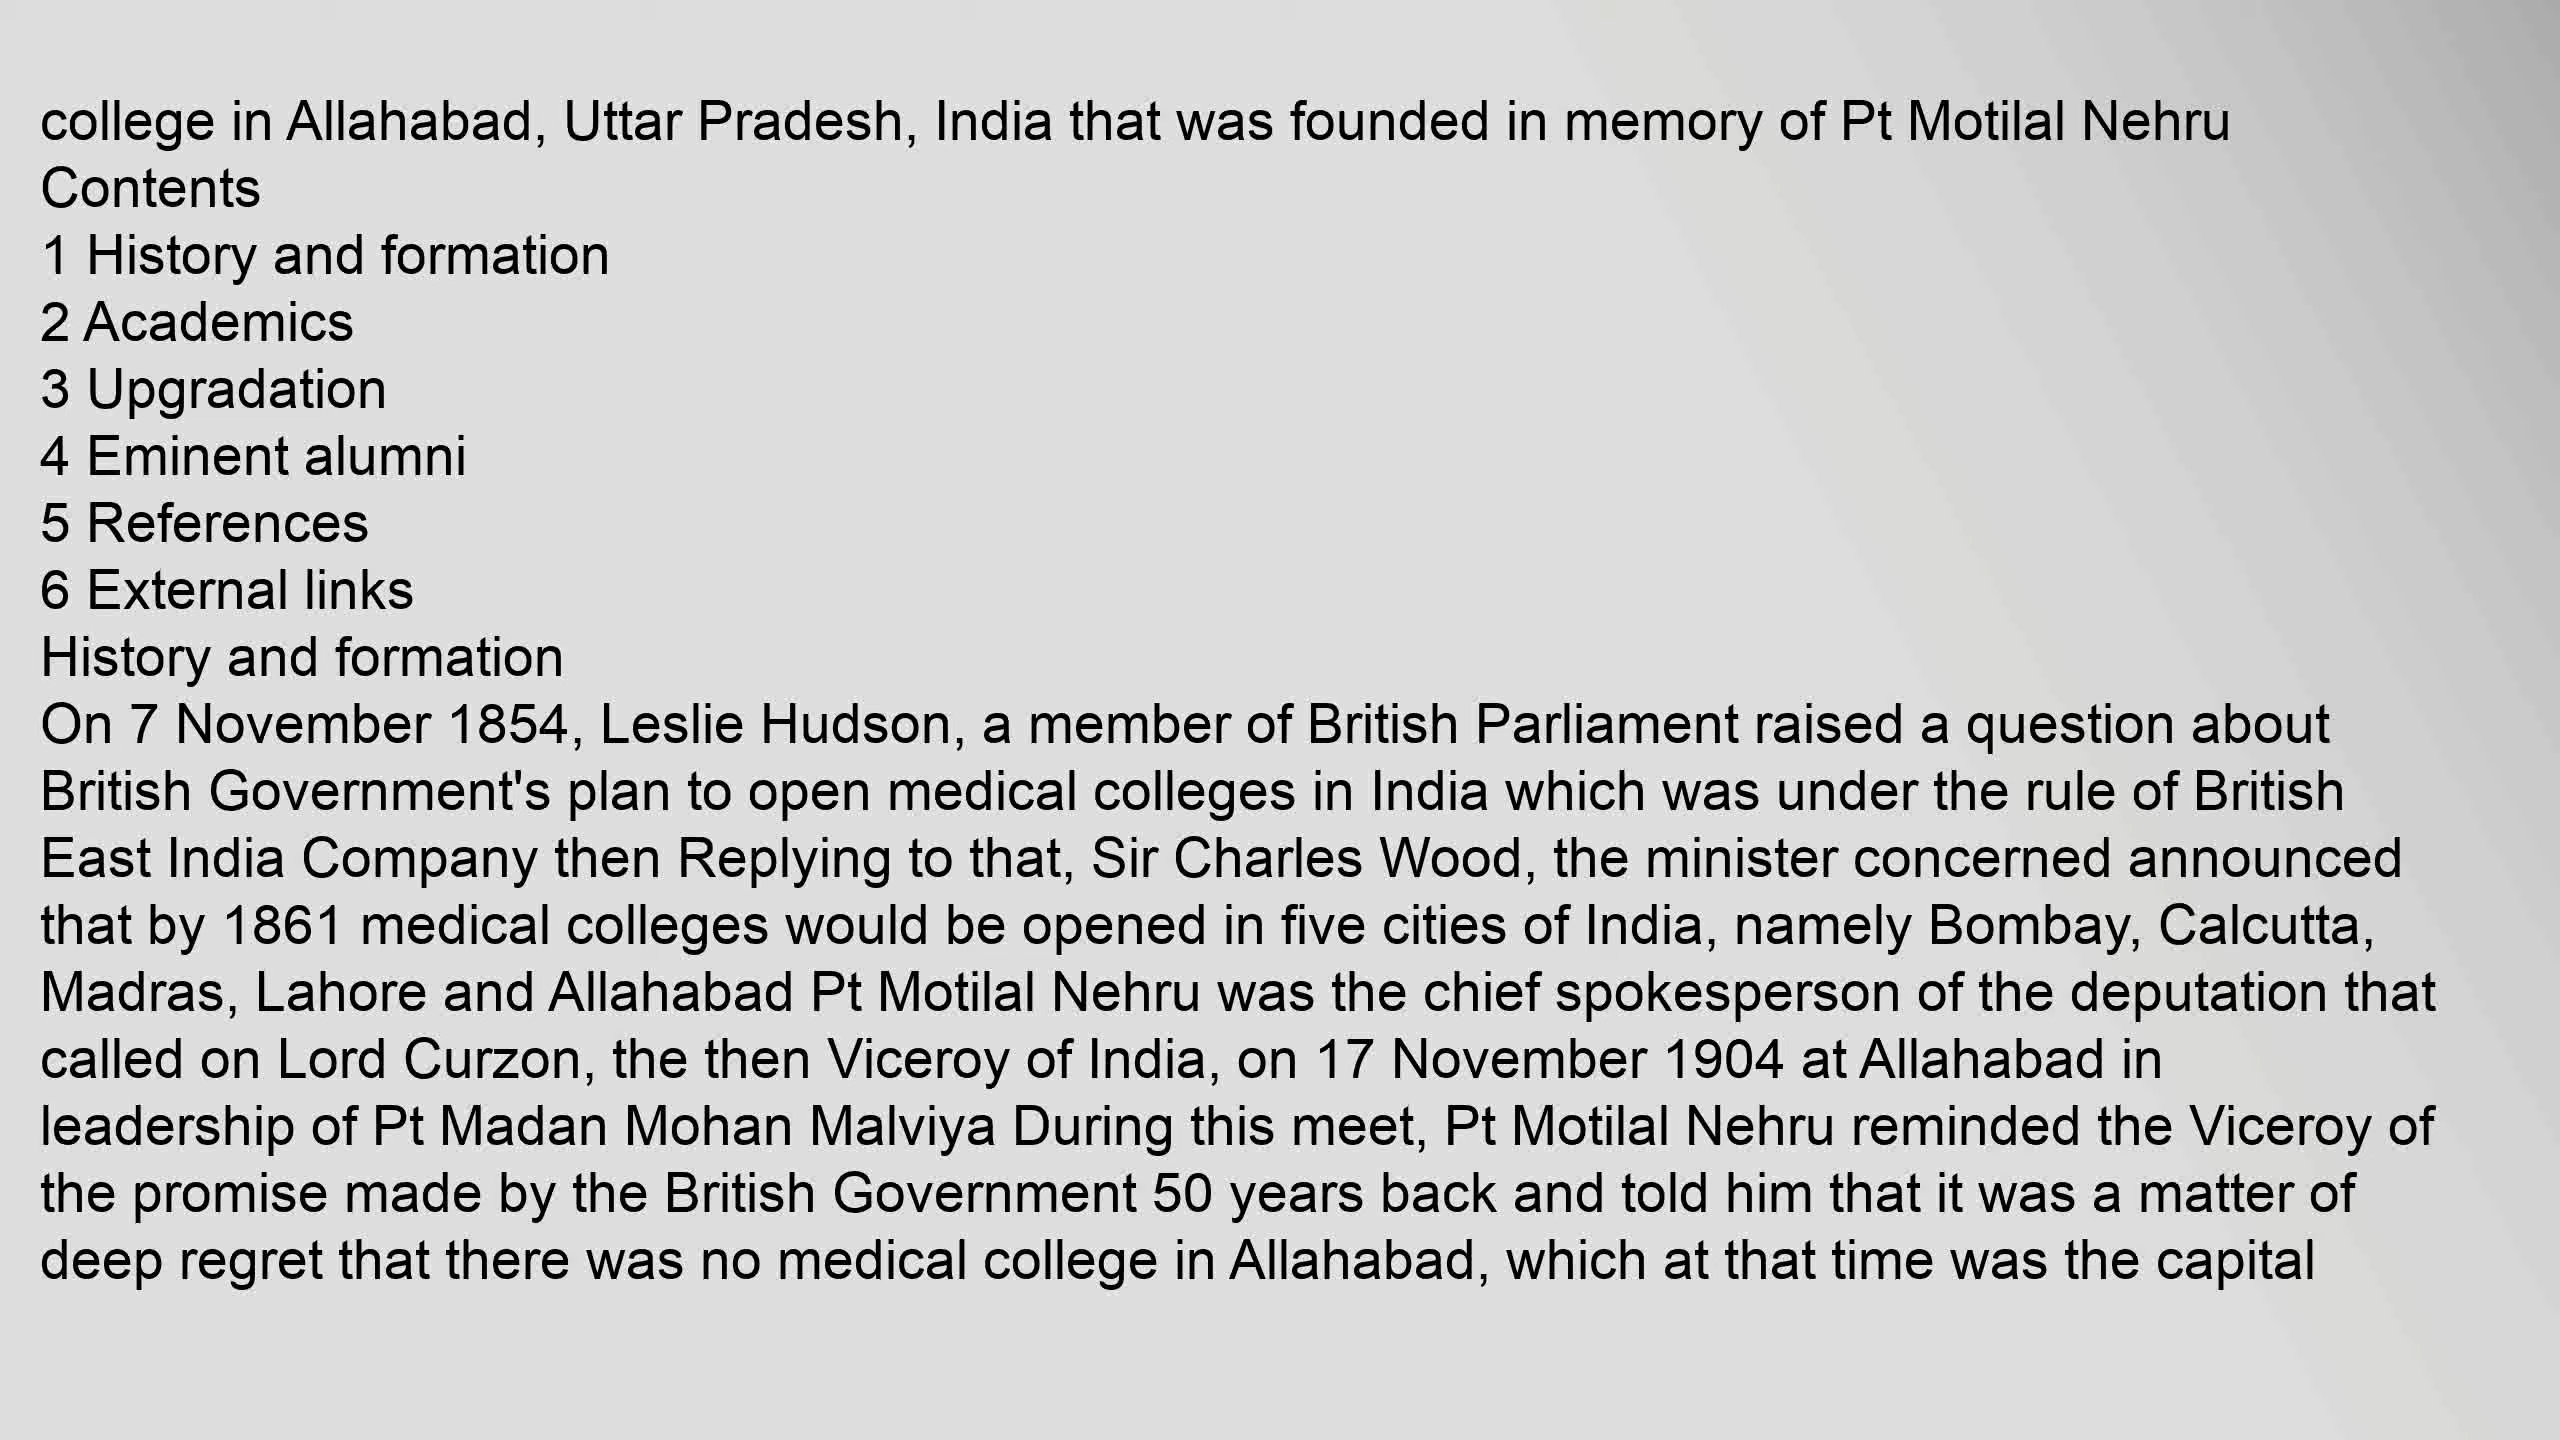 college in Allahabad, Uttar Pradesh, India that was founded in memory of Pt Motilal Nehru
Contents
1 History and formation
2 Academics
3 Upgradation
4 Eminent alumni
5 References
6 External links
History and formation
On 7 November 1854, Leslie Hudson, a member of British Parliament raised a question about
British Government's plan to open medical colleges in India which was under the rule of British
East India Company then Replying to that, Sir Charles Wood, the minister concerned announced
that by 1861 medical colleges would be opened in five cities of India, namely Bombay, Calcutta,
Madras, Lahore and Allahabad Pt Motilal Nehru was the chief spokesperson of the deputation that
called on Lord Curzon, the then Viceroy of India, on 17 November 1904 at Allahabad in
leadership of Pt Madan Mohan Malviya During this meet, Pt Motilal Nehru reminded the Viceroy of
the promise made by the British Government 50 years back and told him that it was a matter of
deep regret that there was no medical college in Allahabad, which at that time was the capital